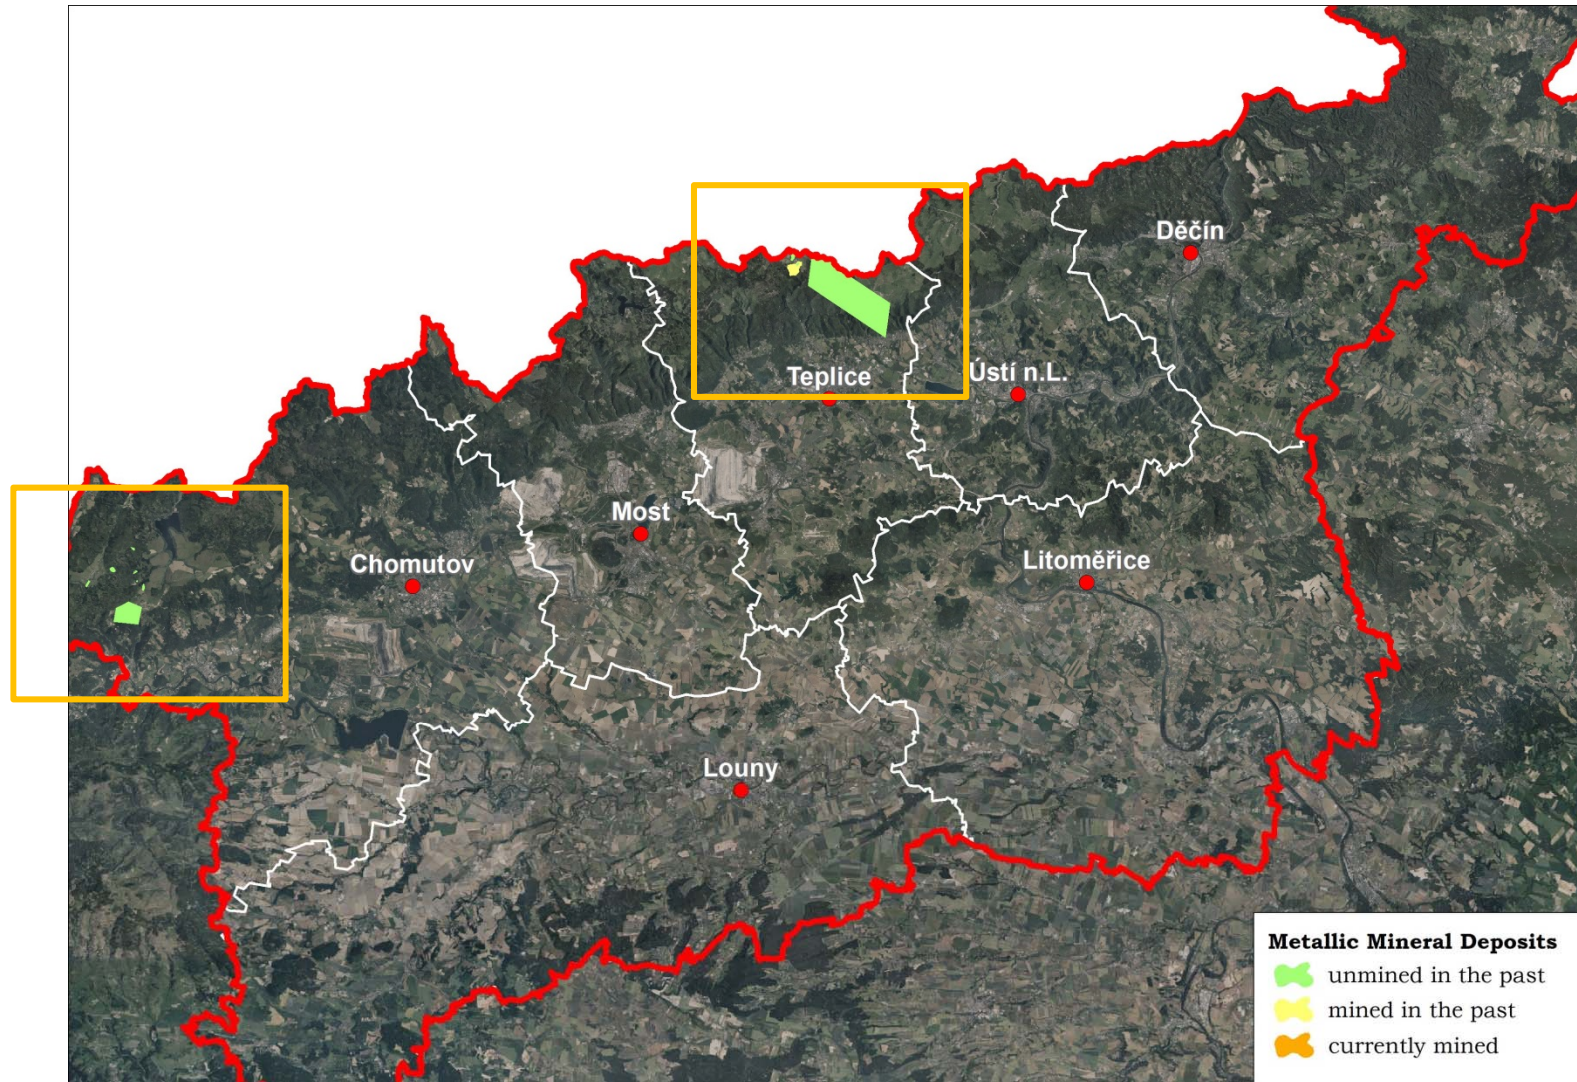 Děčín
Teplice
Ústí n.L.
Most
Chomutov
Litoměřice
Louny
Metallic Mineral Deposits
unmined in the past
mined in the past
currently mined